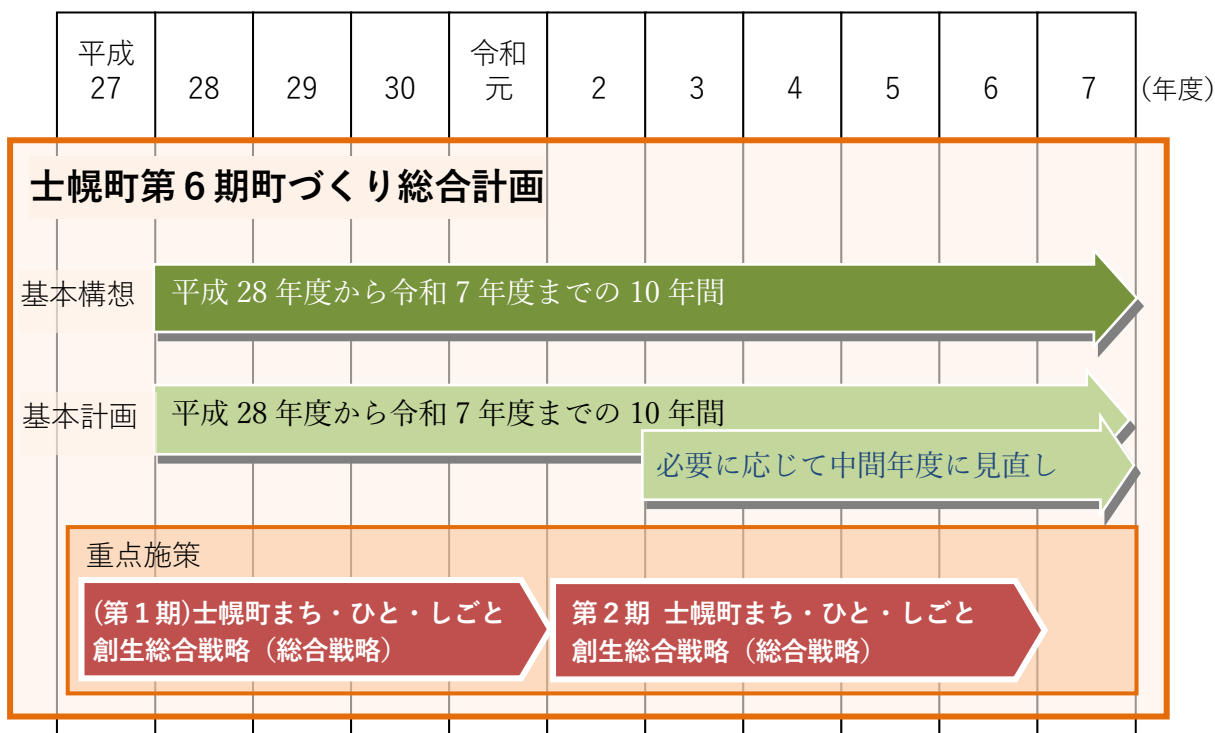 平成 令和
27 28 29 30 元 2 3 4 5 6 7 (年度)
士幌町第６期町づくり総合計画
基本構想 平成 28 年度から令和 7 年度までの 10 年間
基本計画 平成 28 年度から令和 7 年度までの 10 年間
必要に応じて中間年度に見直し
重点施策
(第１期)士幌町まち・ひと・しごと
創生総合戦略（総合戦略）
第２期 士幌町まち・ひと・しごと
創生総合戦略（総合戦略）